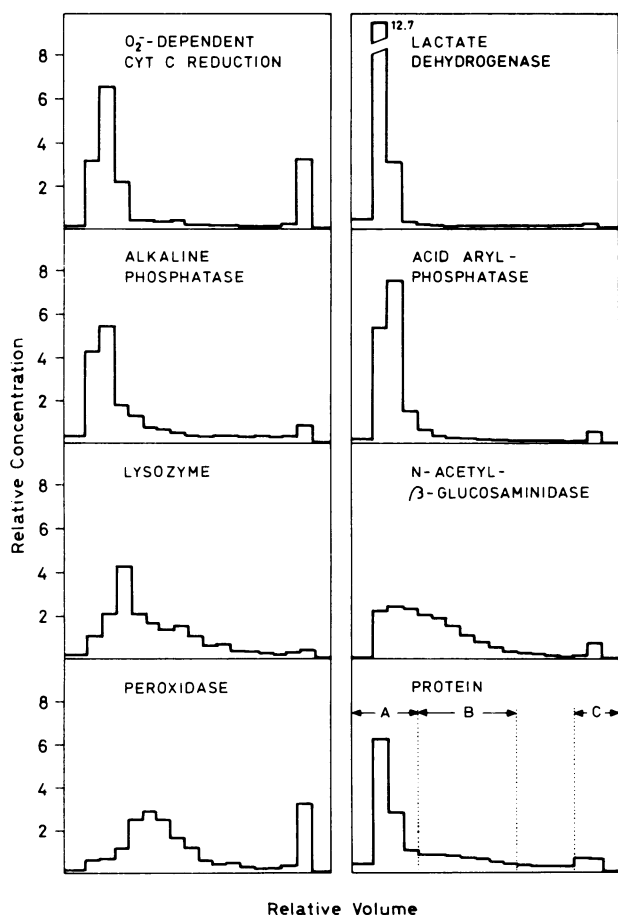 O₂⁻-DEPENDENT
CYT C REDUCTION
8
6
4
2
12.7
LACTATE
DEHYDROGENASE
ALKALINE
PHOSPHATASE
8
6
4
2
ACID ARYL-
PHOSPHATASE
LYSOZYME
8
6
4
2
N-ACETYL-
β-GLUCOSAMINIDASE
PEROXIDASE
8
6
4
2
PROTEIN
A B C
Relative Concentration
Relative Volume